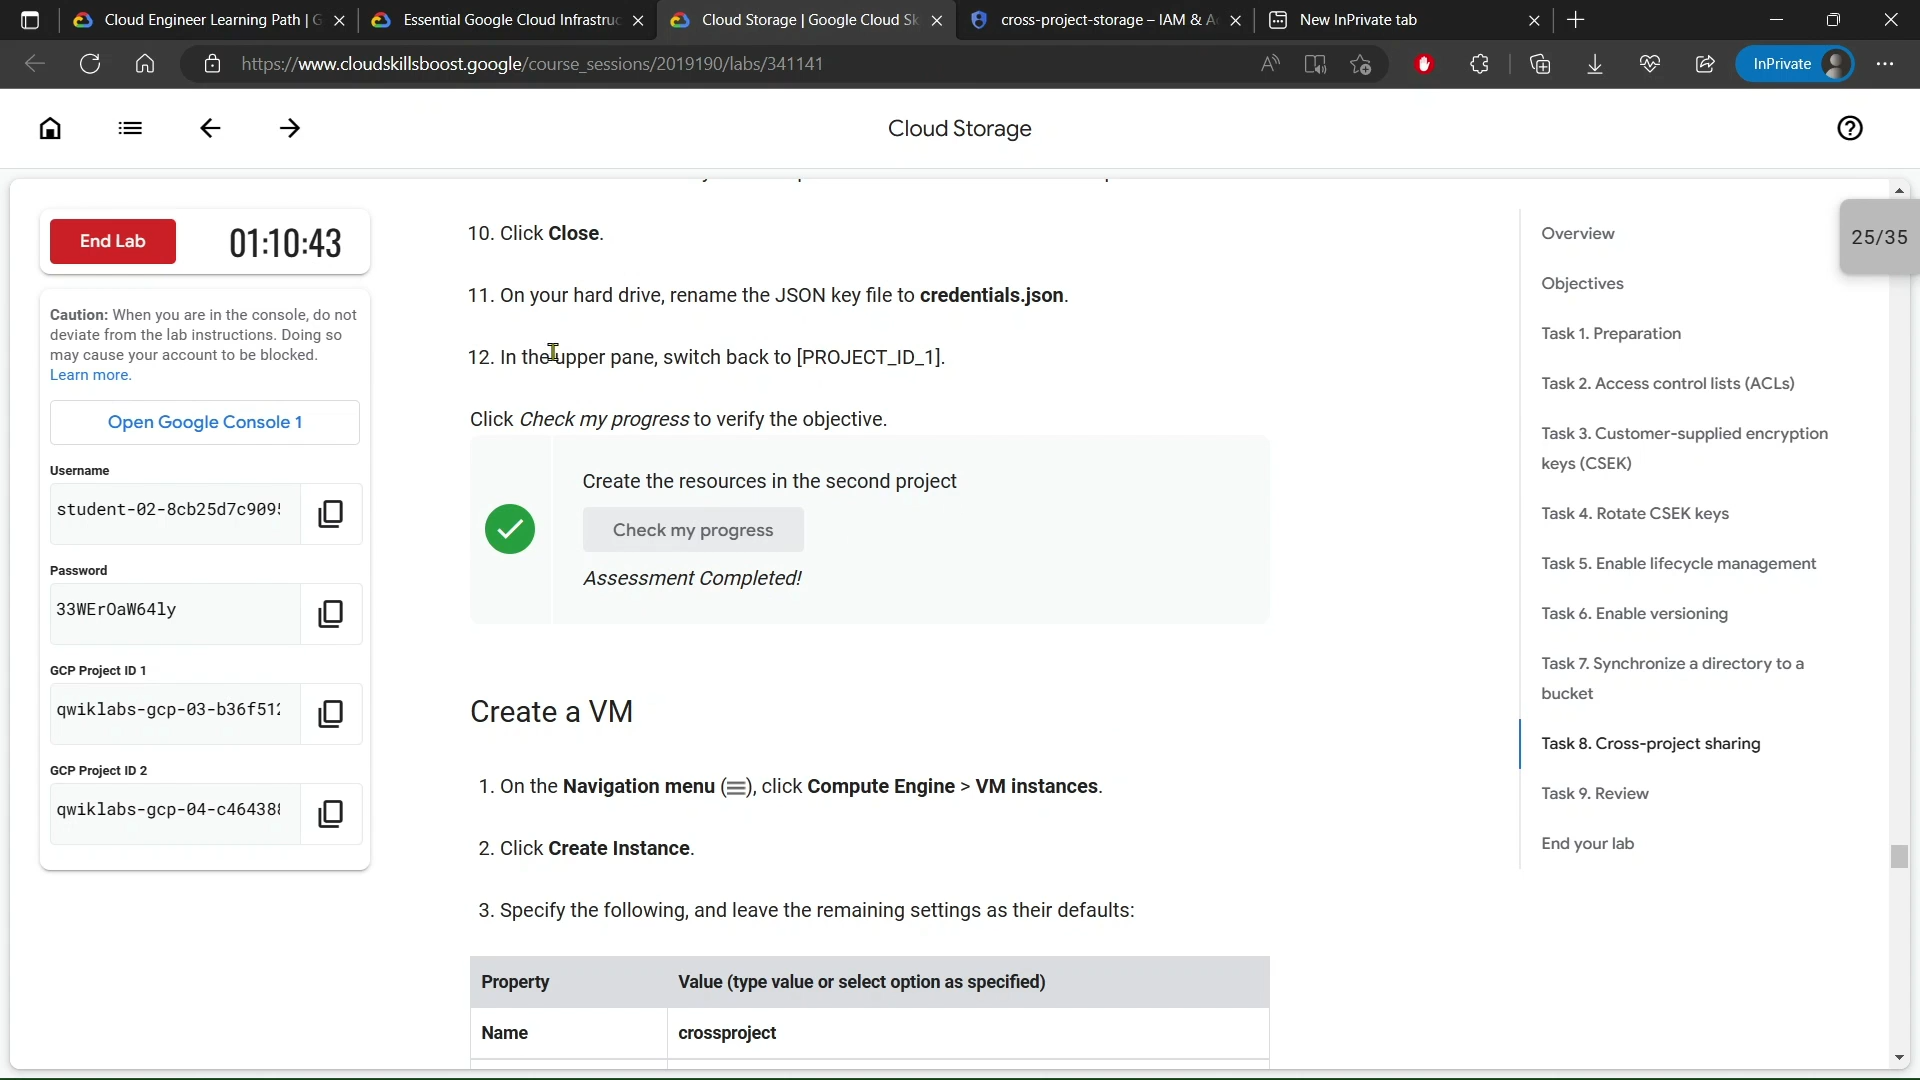 Cloud Engineer Learning Path | G
Essential Google Cloud Infrastruc
Cloud Storage | Google Cloud Sk
cross-project-storage – IAM & A
New InPrivate tab
https://www.cloudskillsboost.google/course_sessions/2019190/labs/341141
InPrivate
Cloud Storage
End Lab
01:10:43
Caution: When you are in the console, do not
deviate from the lab instructions. Doing so
may cause your account to be blocked.
Learn more.
Open Google Console 1
Username
student-02-8cb25d7c909
Password
33WErOaW64ly
GCP Project ID 1
qwiklabs-gcp-03-b36f512
GCP Project ID 2
qwiklabs-gcp-04-c46438
10. Click Close.
11. On your hard drive, rename the JSON key file to credentials.json.
12. In the upper pane, switch back to [PROJECT_ID_1].
Click Check my progress to verify the objective.
Create the resources in the second project
Check my progress
Assessment Completed!
Create a VM
1. On the Navigation menu (≡), click Compute Engine > VM instances.
2. Click Create Instance.
3. Specify the following, and leave the remaining settings as their defaults:
Property Value (type value or select option as specified)
Name crossproject
Overview
Objectives
Task 1. Preparation
Task 2. Access control lists (ACLs)
Task 3. Customer-supplied encryption
keys (CSEK)
Task 4. Rotate CSEK keys
Task 5. Enable lifecycle management
Task 6. Enable versioning
Task 7. Synchronize a directory to a
bucket
Task 8. Cross-project sharing
Task 9. Review
End your lab
25/35